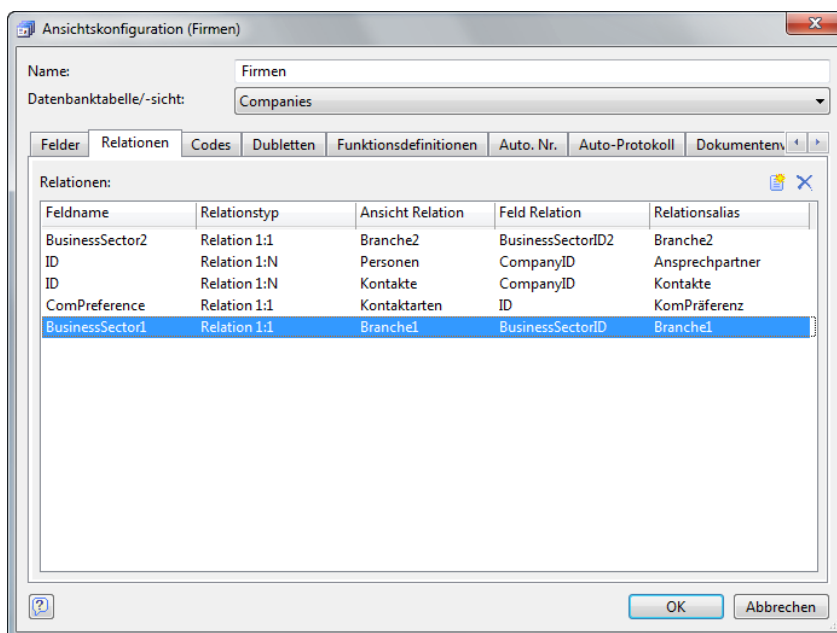 Ansichtskonfiguration (Firmen)
Name: Firmen
Datenbanktabelle/-sicht: Companies
Felder Relationen Codes Dubletten Funktionsdefinitionen Auto. Nr. Auto-Protokoll Dokumentenv
Relationen:
Feldname Relationstyp Ansicht Relation Feld Relation Relationsalias
BusinessSector2 Relation 1:1 Branche2 BusinessSectorID2 Branche2
ID Relation 1:N Personen CompanyID Ansprechpartner
ID Relation 1:N Kontakte CompanyID Kontakte
ComPreference Relation 1:1 Kontaktarten ID KomPräferenz
BusinessSector1 Relation 1:1 Branche1 BusinessSectorID Branche1
OK Abbrechen